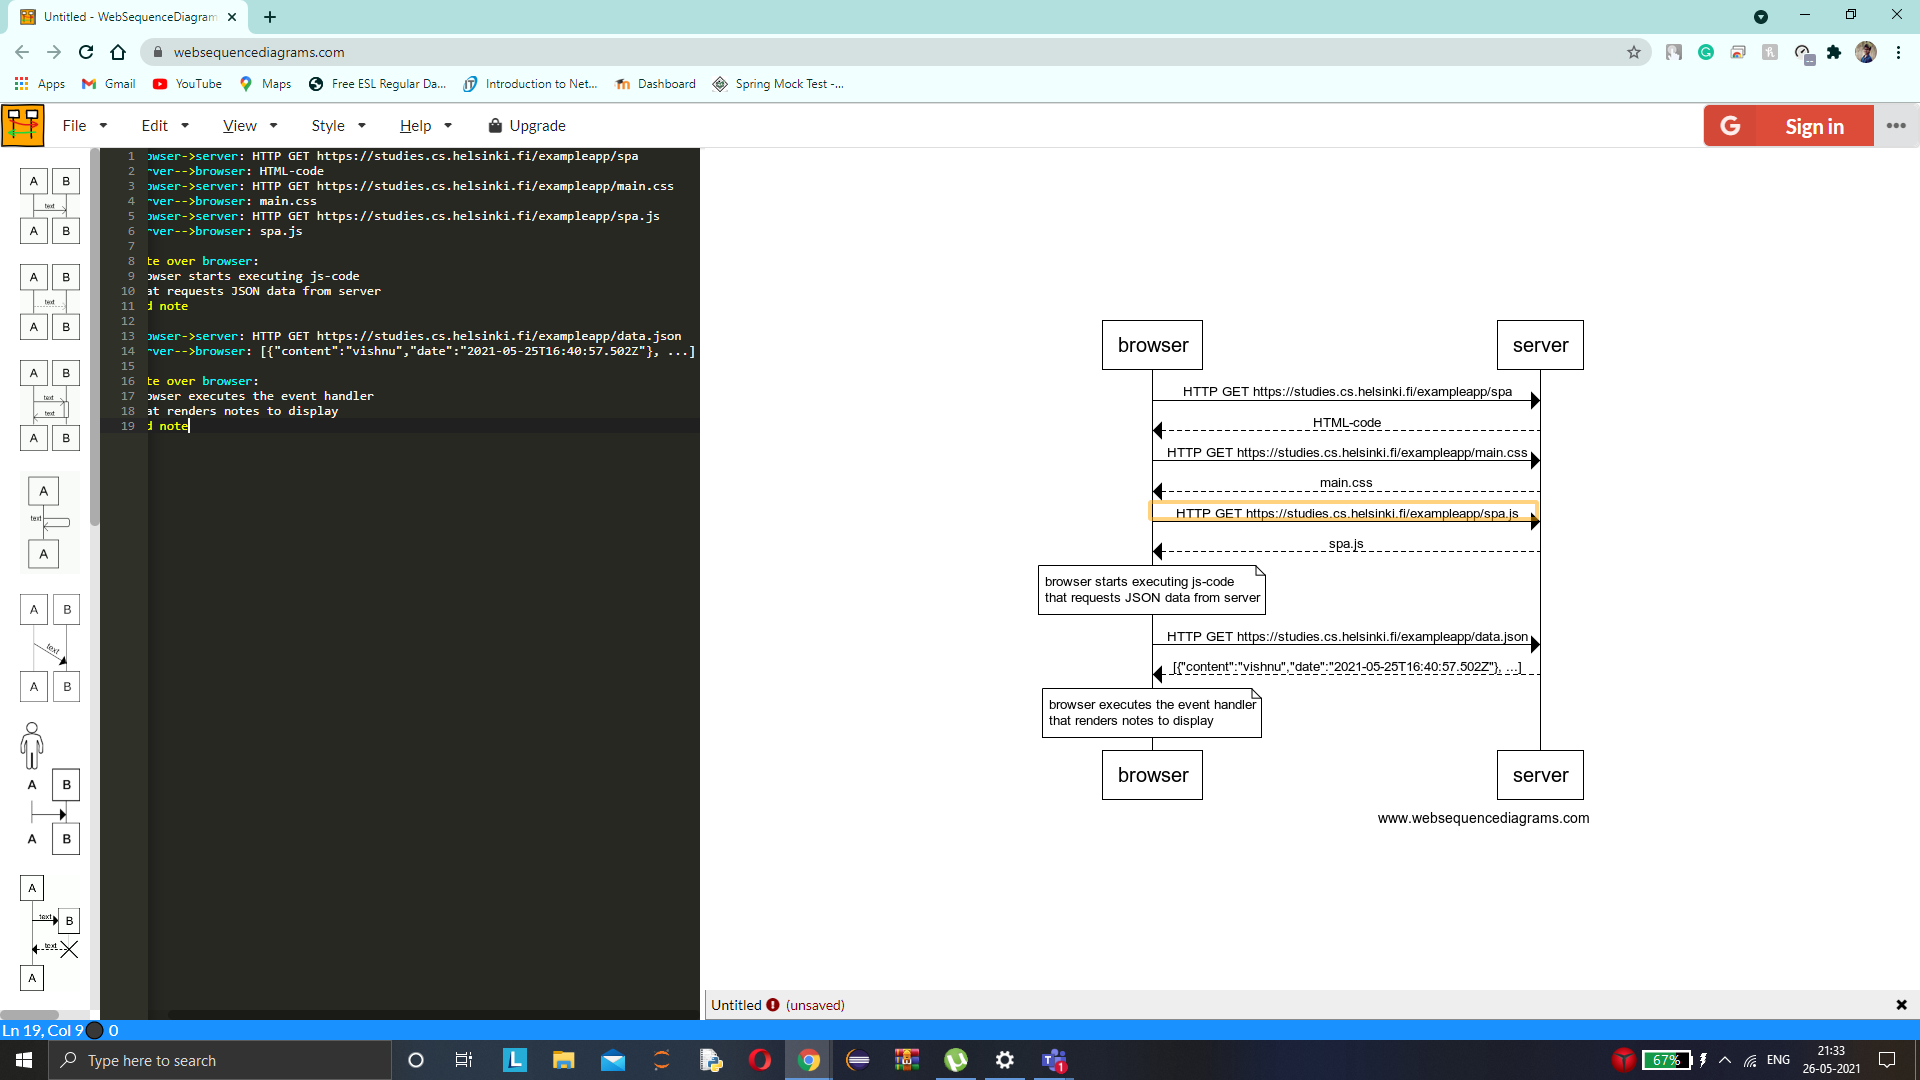 Untitled - WebSequenceDiagram
websequencediagrams.com
Apps
Gmail
YouTube
Maps
Free ESL Regular Da...
Introduction to Net...
Dashboard
Spring Mock Test -...
File
Edit
View
Style
Help
Upgrade
G Sign in
A B
text
A B
A B
text
A B
A B
text
text
A B
A
text
A
A B
text
A B
A B
A B
A
text B
text
A
1 owser->server: HTTP GET https://studies.cs.helsinki.fi/exampleapp/spa
2 rver-->browser: HTML-code
3 owser->server: HTTP GET https://studies.cs.helsinki.fi/exampleapp/main.css
4 rver-->browser: main.css
5 owser->server: HTTP GET https://studies.cs.helsinki.fi/exampleapp/spa.js
6 rver-->browser: spa.js
7
8 te over browser:
9 owser starts executing js-code
10 at requests JSON data from server
11 d note
12
13 owser->server: HTTP GET https://studies.cs.helsinki.fi/exampleapp/data.json
14 rver-->browser: [{"content":"vishnu","date":"2021-05-25T16:40:57.502Z"}, ...]
15
16 te over browser:
17 owser executes the event handler
18 at renders notes to display
19 d note
browser server
HTTP GET https://studies.cs.helsinki.fi/exampleapp/spa
HTML-code
HTTP GET https://studies.cs.helsinki.fi/exampleapp/main.css
main.css
HTTP GET https://studies.cs.helsinki.fi/exampleapp/spa.js
spa.js
browser starts executing js-code
that requests JSON data from server
HTTP GET https://studies.cs.helsinki.fi/exampleapp/data.json
[{"content":"vishnu","date":"2021-05-25T16:40:57.502Z"}, ...]
browser executes the event handler
that renders notes to display
browser server
www.websequencediagrams.com
Untitled (unsaved)
Ln 19, Col 9 0
Type here to search
L
1
67%
ENG
21:33
26-05-2021